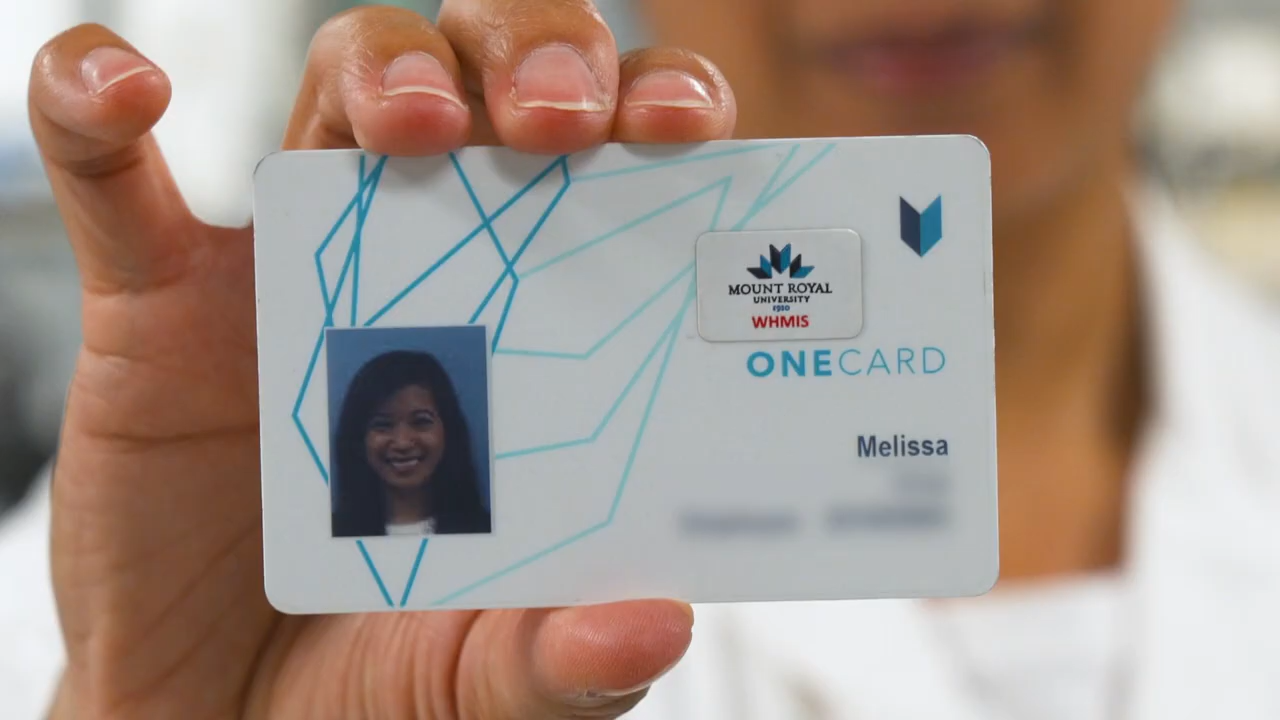 MOUNT ROYAL
UNIVERSITY
1910
WHMIS
ONECARD
Melissa